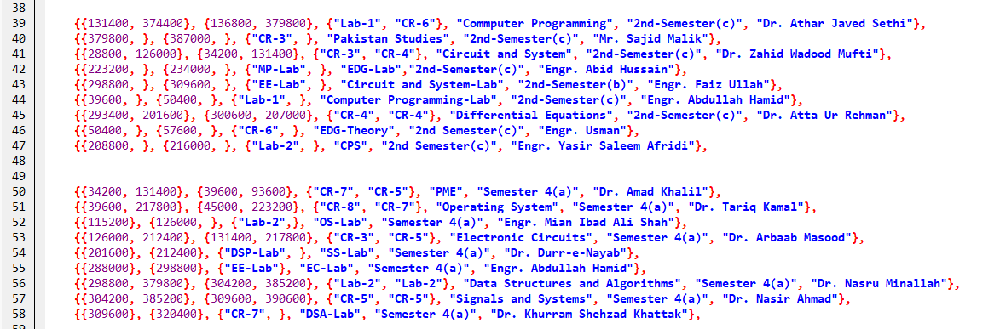 38
39 {{131400, 374400}, {136800, 379800}, {"Lab-1", "CR-6"}, "Commputer Programming", "2nd-Semester(c)", "Dr. Athar Javed Sethi"},
40 {{379800, }, {387000, }, {"CR-3", }, "Pakistan Studies", "2nd-Semester(c)", "Mr. Sajid Malik"},
41 {{28800, 126000}, {34200, 131400}, {"CR-3", "CR-4"}, "Circuit and System", "2nd-Semester(c)", "Dr. Zahid Wadood Mufti"},
42 {{223200, }, {234000, }, {"MP-Lab", }, "EDG-Lab","2nd-Semester(c)", "Engr. Abid Hussain"},
43 {{298800, }, {309600, }, {"EE-Lab", }, "Circuit and System-Lab", "2nd-Semester(b)", "Engr. Faiz Ullah"},
44 {{39600, }, {50400, }, {"Lab-1", }, "Computer Programming-Lab", "2nd-Semester(c)", "Engr. Abdullah Hamid"},
45 {{293400, 201600}, {300600, 207000}, {"CR-4", "CR-4"}, "Differential Equations", "2nd-Semester(c)", "Dr. Atta Ur Rehman"},
46 {{50400, }, {57600, }, {"CR-6", }, "EDG-Theory", "2nd Semester(c)", "Engr. Usman"},
47 {{208800, }, {216000, }, {"Lab-2", }, "CPS", "2nd Semester(c)", "Engr. Yasir Saleem Afridi"},
48
49
50 {{34200, 131400}, {39600, 93600}, {"CR-7", "CR-5"}, "PME", "Semester 4(a)", "Dr. Amad Khalil"},
51 {{39600, 217800}, {45000, 223200}, {"CR-8", "CR-7"}, "Operating System", "Semester 4(a)", "Dr. Tariq Kamal"},
52 {{115200}, {126000, }, {"Lab-2",}, "OS-Lab", "Semester 4(a)", "Engr. Mian Ibad Ali Shah"},
53 {{126000, 212400}, {131400, 217800}, {"CR-3", "CR-5"}, "Electronic Circuits", "Semester 4(a)", "Dr. Arbaab Masood"},
54 {{201600}, {212400}, {"DSP-Lab", }, "SS-Lab", "Semester 4(a)", "Dr. Durr-e-Nayab"},
55 {{288000}, {298800}, {"EE-Lab"}, "EC-Lab", "Semester 4(a)", "Engr. Abdullah Hamid"},
56 {{298800, 379800}, {304200, 385200}, {"Lab-2", "Lab-2"}, "Data Structures and Algorithms", "Semester 4(a)", "Dr. Nasru Minallah"},
57 {{304200, 385200}, {309600, 390600}, {"CR-5", "CR-5"}, "Signals and Systems", "Semester 4(a)", "Dr. Nasir Ahmad"},
58 {{309600}, {320400}, {"CR-7", }, "DSA-Lab", "Semester 4(a)", "Dr. Khurram Shehzad Khattak"},